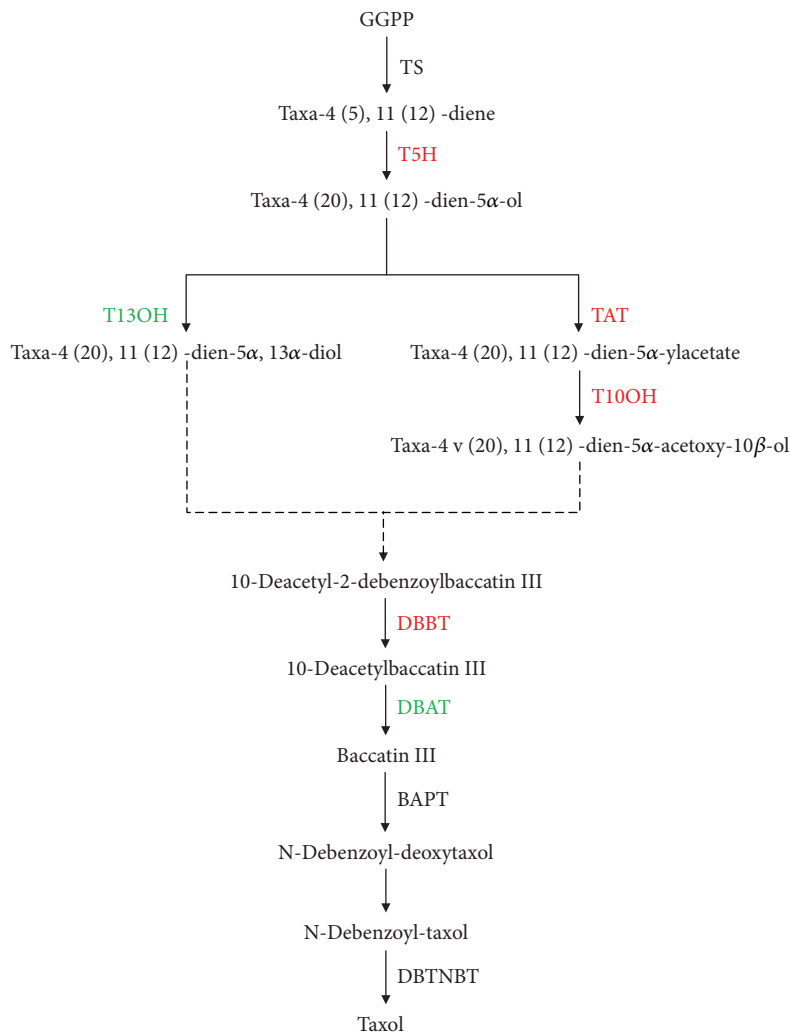 GGPP
TS
Taxa-4 (5), 11 (12) -diene
T5H
Taxa-4 (20), 11 (12) -dien-5α-ol
T13OH
TAT
Taxa-4 (20), 11 (12) -dien-5α, 13α-diol
Taxa-4 (20), 11 (12) -dien-5α-ylacetate
T10OH
Taxa-4 v (20), 11 (12) -dien-5α-acetoxy-10β-ol
10-Deacetyl-2-debenzoylbaccatin III
DBBT
10-Deacetylbaccatin III
DBAT
Baccatin III
BAPT
N-Debenzoyl-deoxytaxol
N-Debenzoyl-taxol
DBTNBT
Taxol